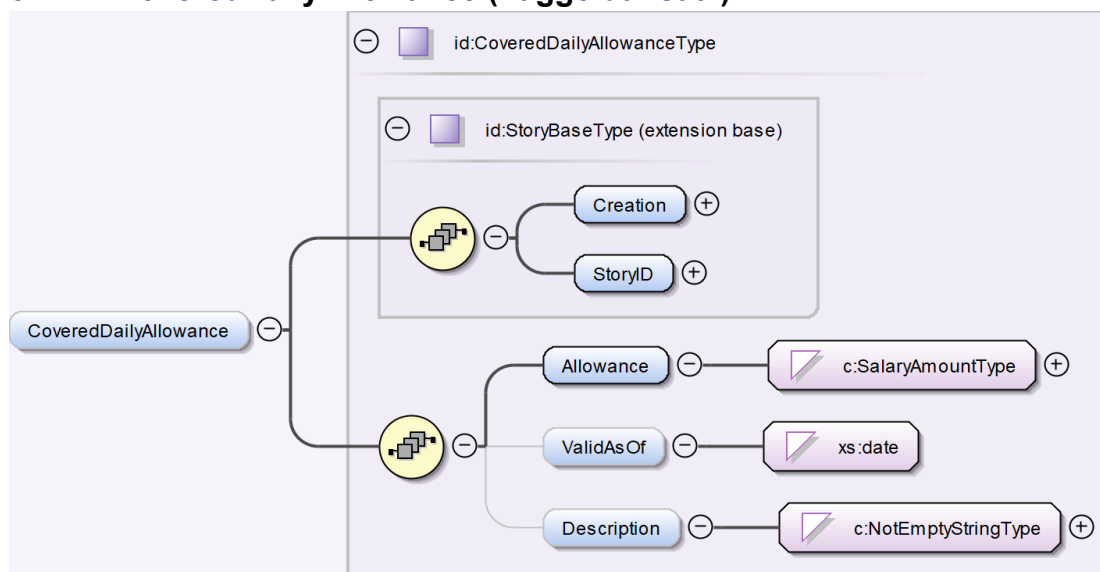 id:CoveredDailyAllowanceType
id:StoryBaseType (extension base)
Creation
StoryID
CoveredDailyAllowance
Allowance
c:SalaryAmountType
ValidAsOf
xs:date
Description
c:NotEmptyStringType